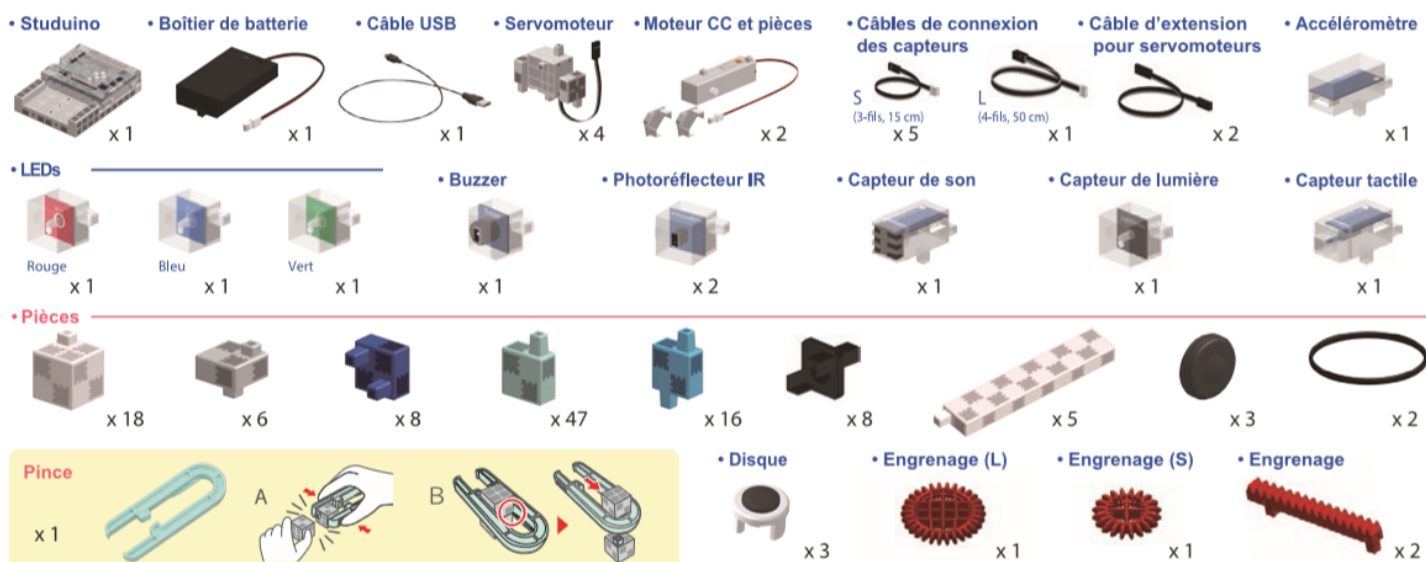 • Studuino
• Boîtier de batterie
• Câble USB
• Servomoteur
• Moteur CC et pièces
• Câbles de connexion
des capteurs
• Câble d'extension
pour servomoteurs
• Accéléromètre
S
(3-fils, 15 cm)
L
(4-fils, 50 cm)
x 1
x 1
x 1
x 4
x 2
x 5
x 1
x 2
x 1
• LEDs
• Buzzer
• Photoréflecteur IR
• Capteur de son
• Capteur de lumière
• Capteur tactile
Rouge
Bleu
Vert
x 1
x 1
x 1
x 1
x 2
x 1
x 1
x 1
• Pièces
x 18
x 6
x 8
x 47
x 16
x 8
x 5
x 3
x 2
Pince
x 1
A
B
• Disque
• Engrenage (L)
• Engrenage (S)
• Engrenage
x 3
x 1
x 1
x 2